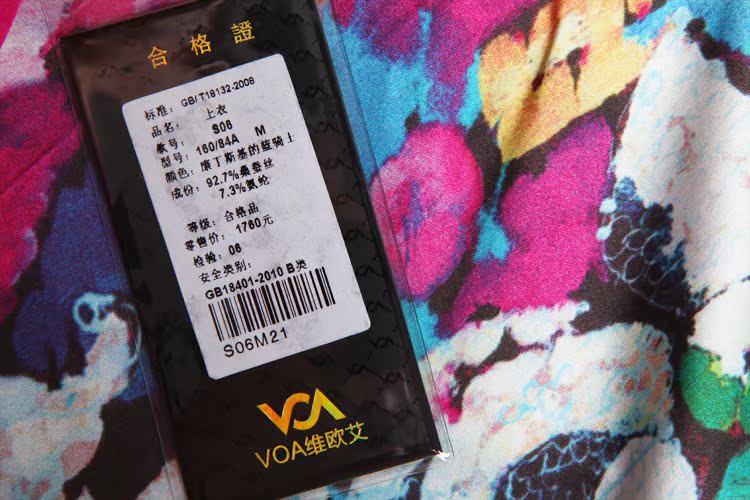 合格證
标准: GB/T18132-2008
品名: 上衣
款号: S06
型号: 160/84A M
颜色: 康丁斯基的蓝骑士
成份: 92.7%桑蚕丝
7.3%氨纶
等级: 合格品
零售价: 1760元
检验: 06
安全类别:
GB18401-2010 B类
S06M21
VOA
VOA维欧艾